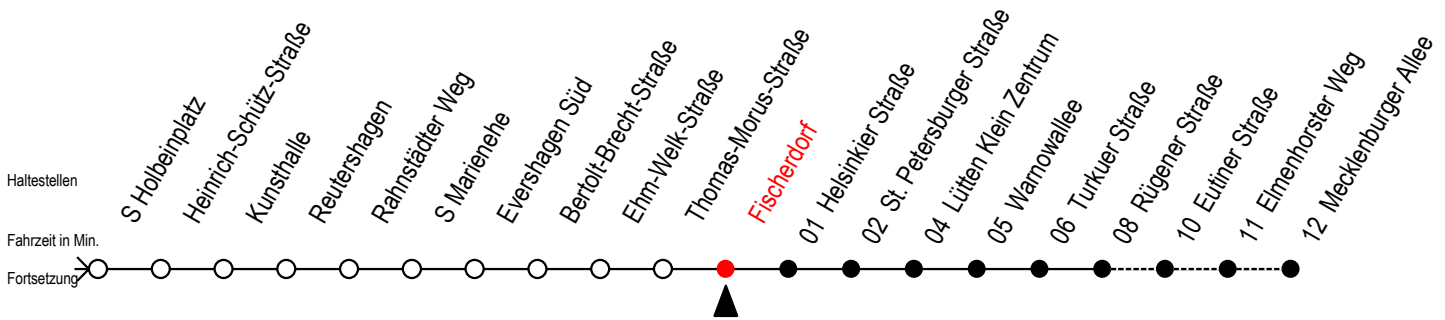 S Holbeinplatz
Heinrich-Schütz-Straße
Kunsthalle
Reutershagen
Rahnstädter Weg
S Marienehe
Evershagen Süd
Bertolt-Brecht-Straße
Ehm-Welk-Straße
Thomas-Morus-Straße
Fischerdorf
01 Helsinkier Straße
02 St. Petersburger Straße
04 Lütten Klein Zentrum
05 Warnowallee
06 Turkuer Straße
08 Rügener Straße
10 Eutiner Straße
11 Elmenhorster Weg
12 Mecklenburger Allee
Haltestellen
Fahrzeit in Min.
Fortsetzung